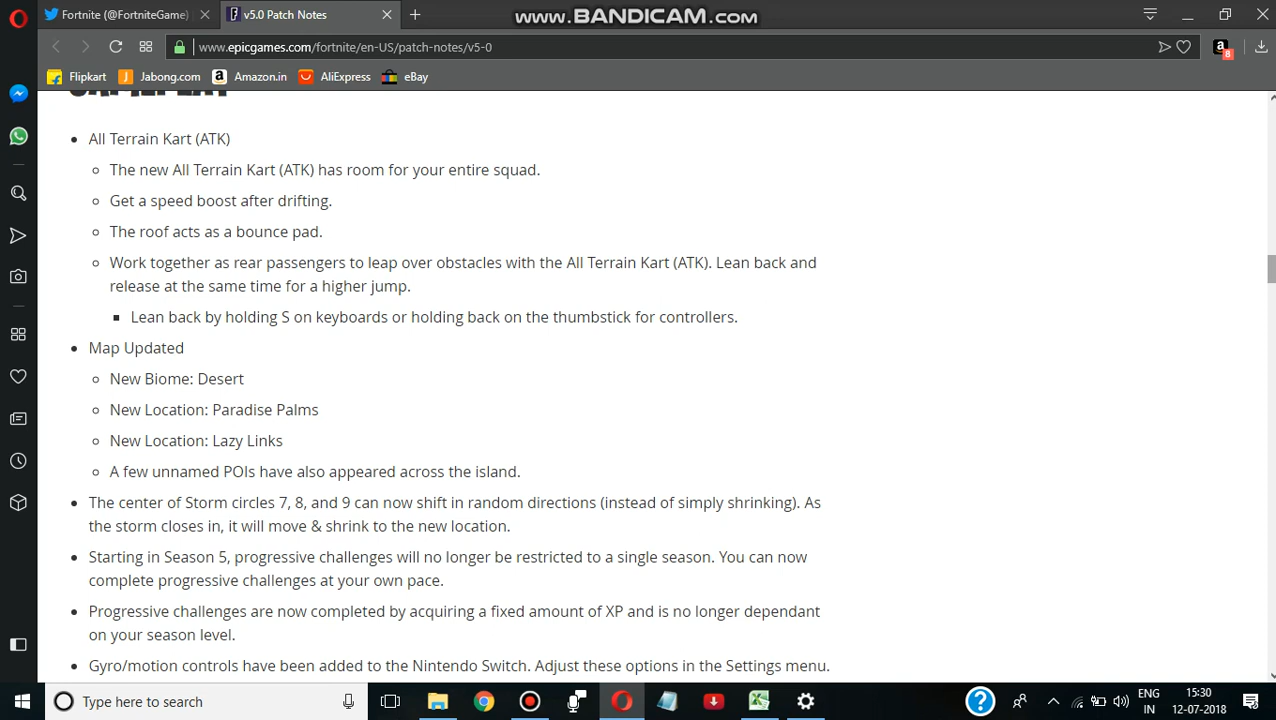 www.BANDICAM.com
Fortnite (@FortniteGame)
v5.0 Patch Notes
www.epicgames.com/fortnite/en-US/patch-notes/v5-0
8
Flipkart
Jabong.com
Amazon.in
AliExpress
eBay
All Terrain Kart (ATK)
The new All Terrain Kart (ATK) has room for your entire squad.
Get a speed boost after drifting.
The roof acts as a bounce pad.
Work together as rear passengers to leap over obstacles with the All Terrain Kart (ATK). Lean back and
release at the same time for a higher jump.
Lean back by holding S on keyboards or holding back on the thumbstick for controllers.
Map Updated
New Biome: Desert
New Location: Paradise Palms
New Location: Lazy Links
A few unnamed POIs have also appeared across the island.
The center of Storm circles 7, 8, and 9 can now shift in random directions (instead of simply shrinking). As
the storm closes in, it will move & shrink to the new location.
Starting in Season 5, progressive challenges will no longer be restricted to a single season. You can now
complete progressive challenges at your own pace.
Progressive challenges are now completed by acquiring a fixed amount of XP and is no longer dependant
on your season level.
Gyro/motion controls have been added to the Nintendo Switch. Adjust these options in the Settings menu.
Type here to search
ENG
IN
15:30
12-07-2018